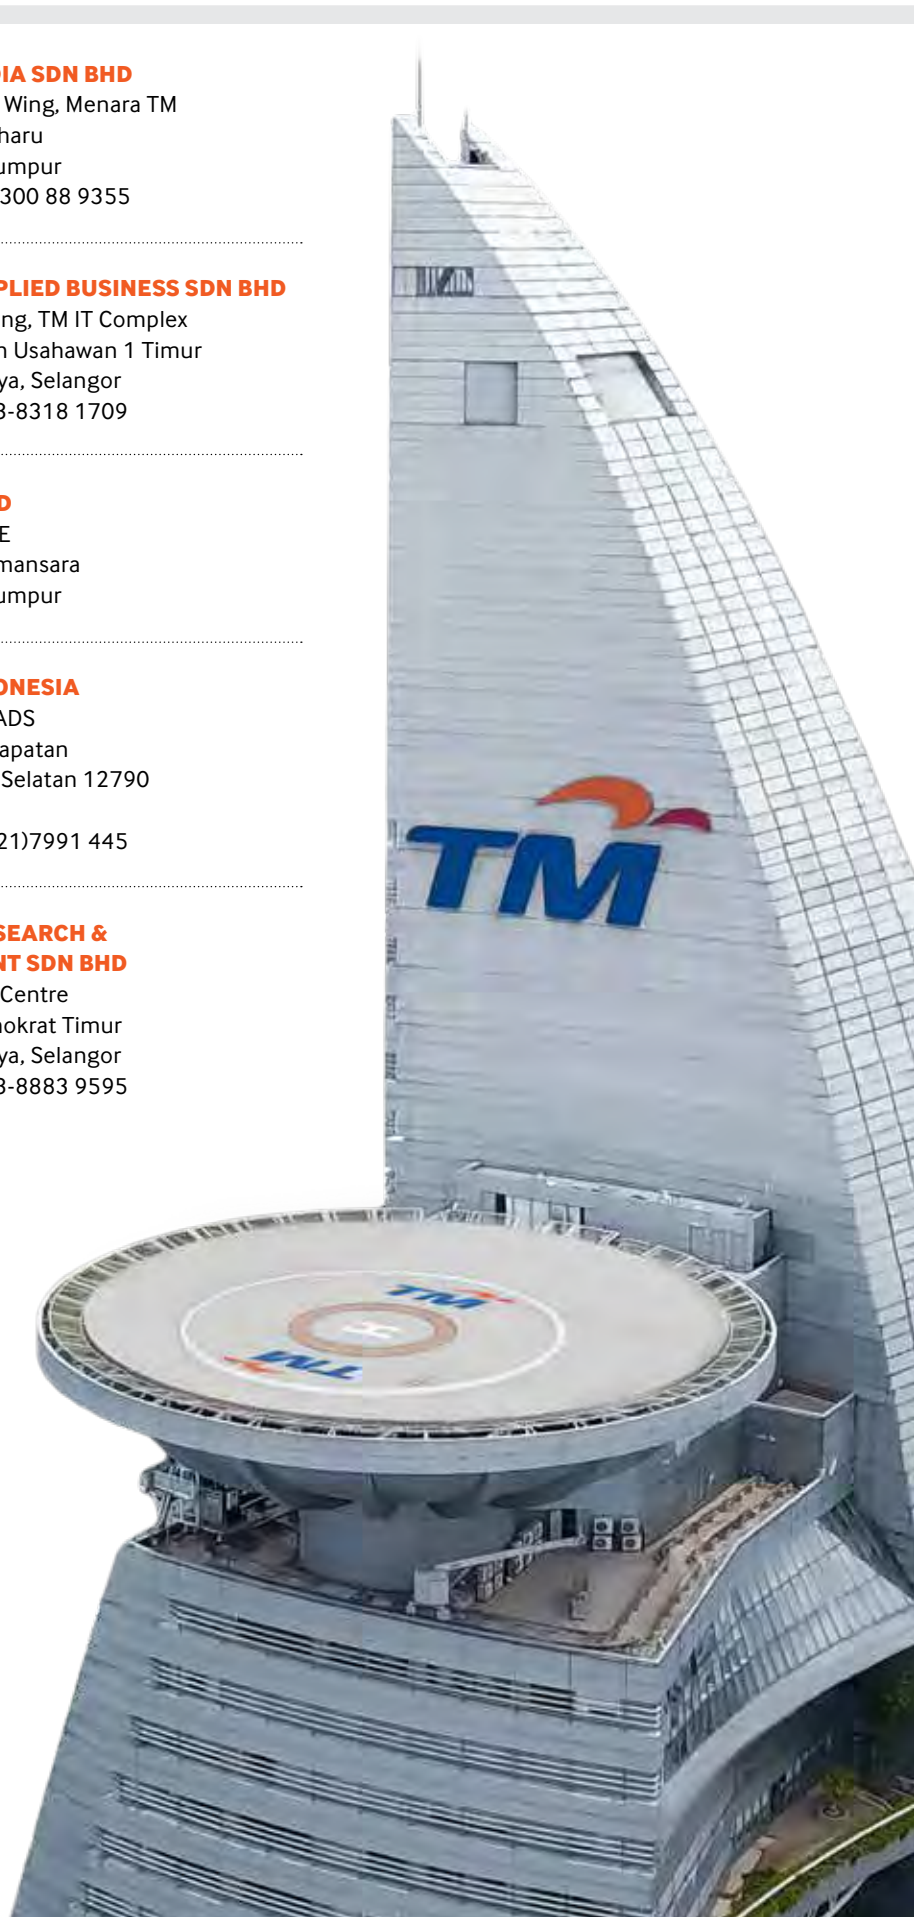 DIA SDN BHD
Wing, Menara TM
haru
umpur
300 88 9355
PLIED BUSINESS SDN BHD
ng, TM IT Complex
n Usahawan 1 Timur
ya, Selangor
3-8318 1709
D
E
mansara
umpur
ONESIA
ADS
apatan
Selatan 12790
21)7991 445
SEARCH &
NT SDN BHD
Centre
nokrat Timur
ya, Selangor
3-8883 9595
TM
TM
H
TM